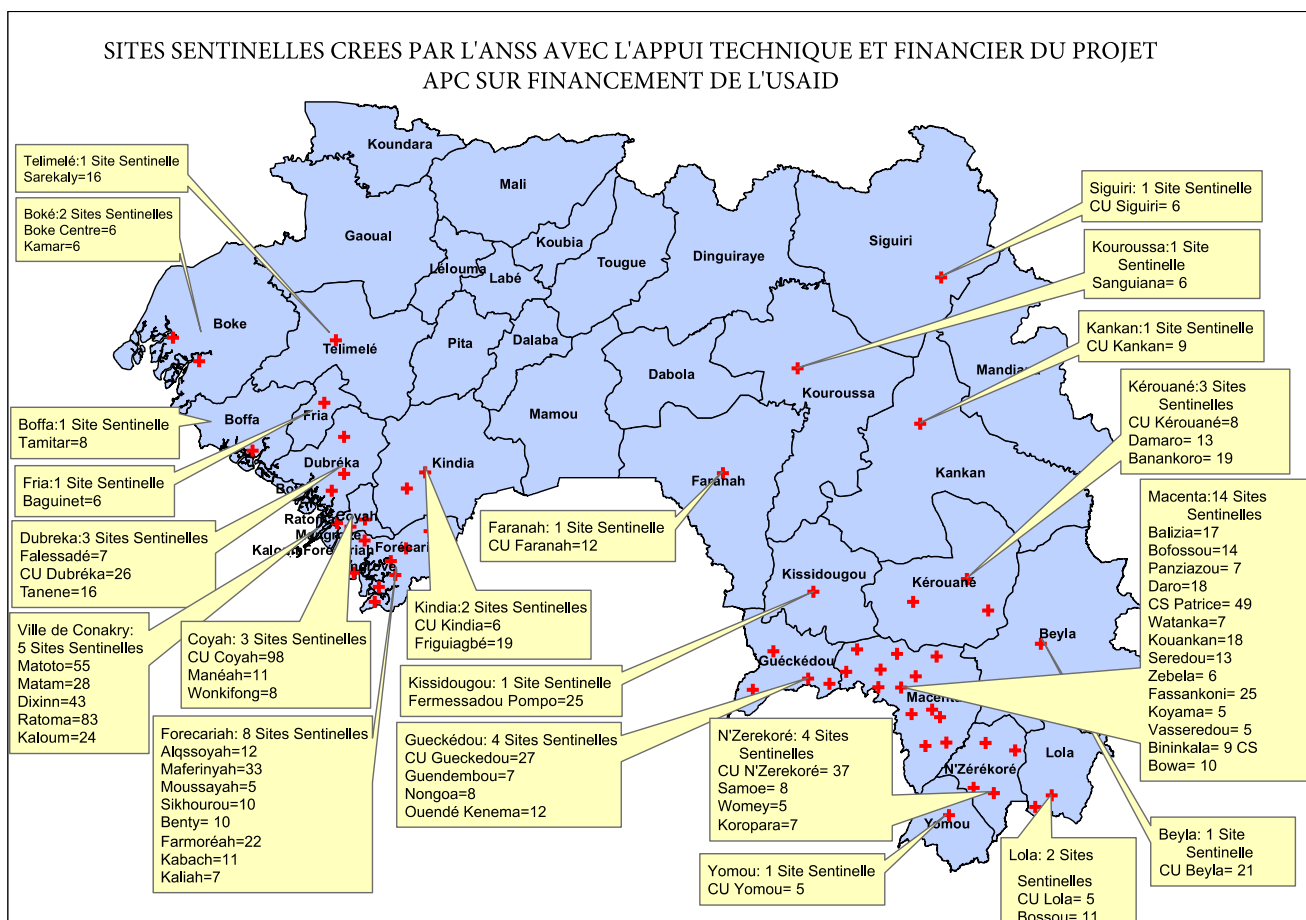 SITES SENTINELLES CREES PAR L'ANSS AVEC L'APPUI TECHNIQUE ET FINANCIER DU PROJET
APC SUR FINANCEMENT DE L'USAID
Telimelé:1 Site Sentinelle
Sarekaly=16
Boké:2 Sites Sentinelles
Boke Centre=6
Kamar=6
Boffa:1 Site Sentinelle
Tamitar=8
Fria:1 Site Sentinelle
Baguinet=6
Dubreka:3 Sites Sentinelles
Falessadé=7
CU Dubréka=26
Tanene=16
Ville de Conakry:
5 Sites Sentinelles
Matoto=55
Matam=28
Dixinn=43
Ratoma=83
Kaloum=24
Coyah: 3 Sites Sentinelles
CU Coyah=98
Manéah=11
Wonkifong=8
Forecariah: 8 Sites Sentinelles
Alqssoyah=12
Maferinyah=33
Moussayah=5
Sikhourou=10
Benty= 10
Farmoréah=22
Kabach=11
Kaliah=7
Kindia:2 Sites Sentinelles
CU Kindia=6
Friguiagbé=19
Faranah: 1 Site Sentinelle
CU Faranah=12
Kissidougou: 1 Site Sentinelle
Fermessadou Pompo=25
Gueckédou: 4 Sites Sentinelles
CU Gueckedou=27
Guendembou=7
Nongoa=8
Ouendé Kenema=12
N'Zerekoré: 4 Sites
Sentinelles
CU N'Zerekoré= 37
Samoe= 8
Womey=5
Koropara=7
Yomou: 1 Site Sentinelle
CU Yomou= 5
Lola: 2 Sites
Sentinelles
CU Lola= 5
Bossou= 11
Beyla: 1 Site
Sentinelle
CU Beyla= 21
Siguiri: 1 Site Sentinelle
CU Siguiri= 6
Kouroussa:1 Site
Sentinelle
Sanguiana= 6
Kankan:1 Site Sentinelle
CU Kankan= 9
Kérouané:3 Sites
Sentinelles
CU Kérouané=8
Damaro= 13
Banankoro= 19
Macenta:14 Sites
Sentinelles
Balizia=17
Bofossou=14
Panziazou= 7
Daro=18
CS Patrice= 49
Watanka=7
Kouankan=18
Seredou=13
Zebela= 6
Fassankoni= 25
Koyama= 5
Vasseredou= 5
Bininkala= 9 CS
Bowa= 10
Koundara
Mali
Gaoual
Koubia
Lélouma
Labé
Tougue
Dinguiraye
Siguiri
Boke
Télimelé
Pita
Dalaba
Dabola
Kouroussa
Boffa
Fria
Mamou
Dubréka
Kindia
Faranah
Kankan
Coyah
Kissidougou
Kérouané
Beyla
Guéckédou
Macenta
N'Zérékoré
Lola
Yomou